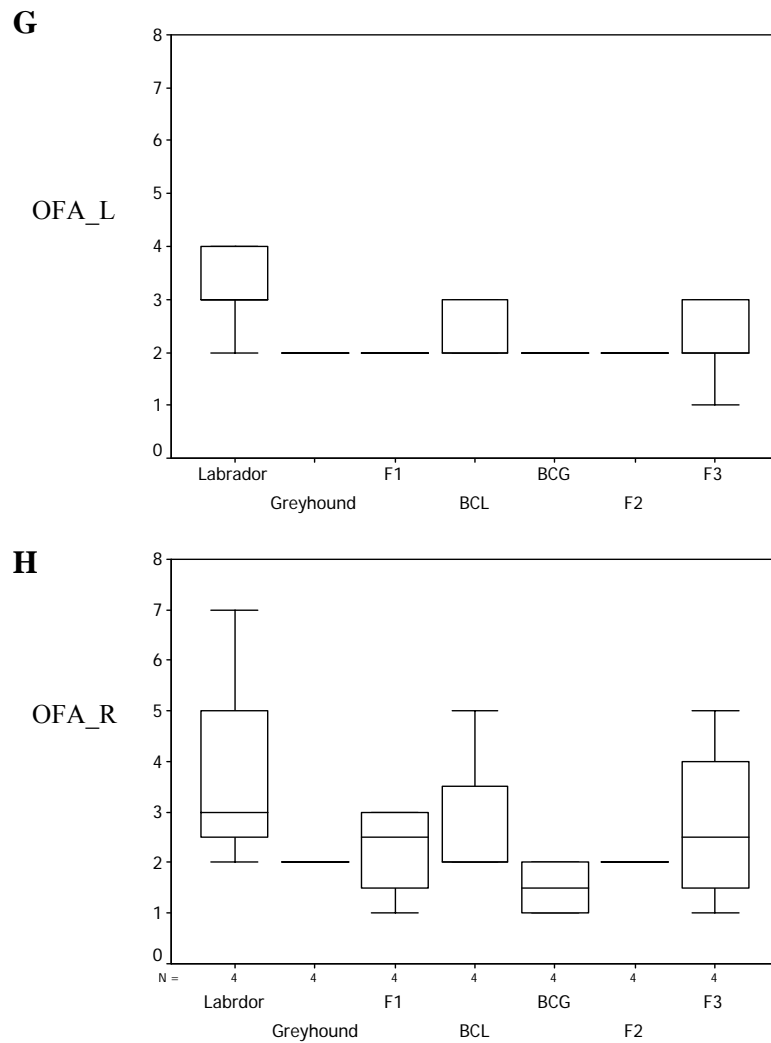 G
8
7
6
5
OFA_L
4
3
2
1
0
Labrador F1 BCG F3
Greyhound BCL F2
H
8
7
6
5
OFA_R
4
3
2
1
0
N = 4 4 4 4 4 4 4
Labrdor F1 BCG F3
Greyhound BCL F2